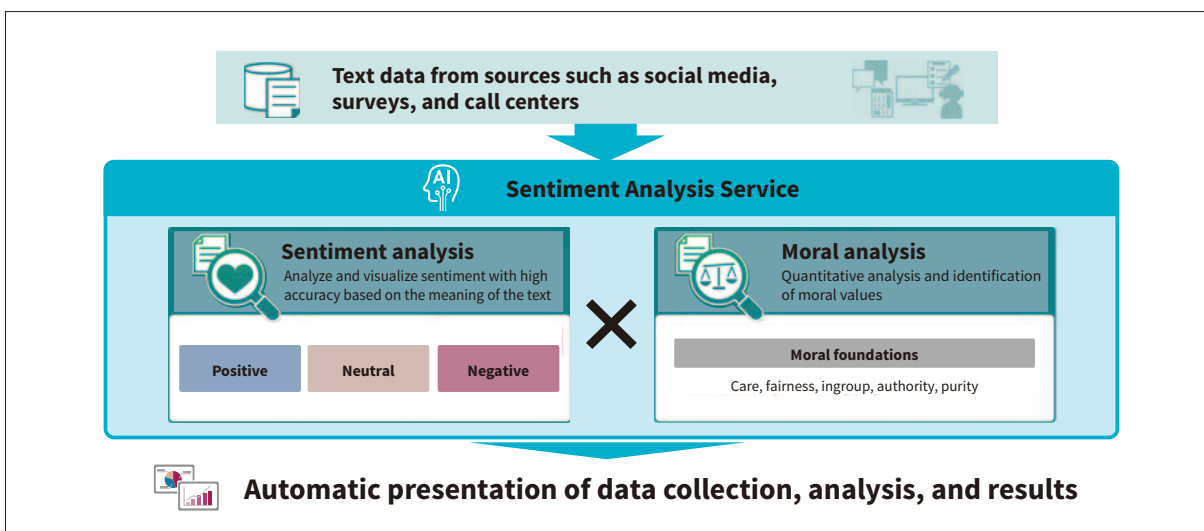 Text data from sources such as social media,
surveys, and call centers
AI
Sentiment Analysis Service
Sentiment analysis
Analyze and visualize sentiment with high
accuracy based on the meaning of the text
Positive
Neutral
Negative
Moral analysis
Quantitative analysis and identification
of moral values
Moral foundations
Care, fairness, ingroup, authority, purity
Automatic presentation of data collection, analysis, and results